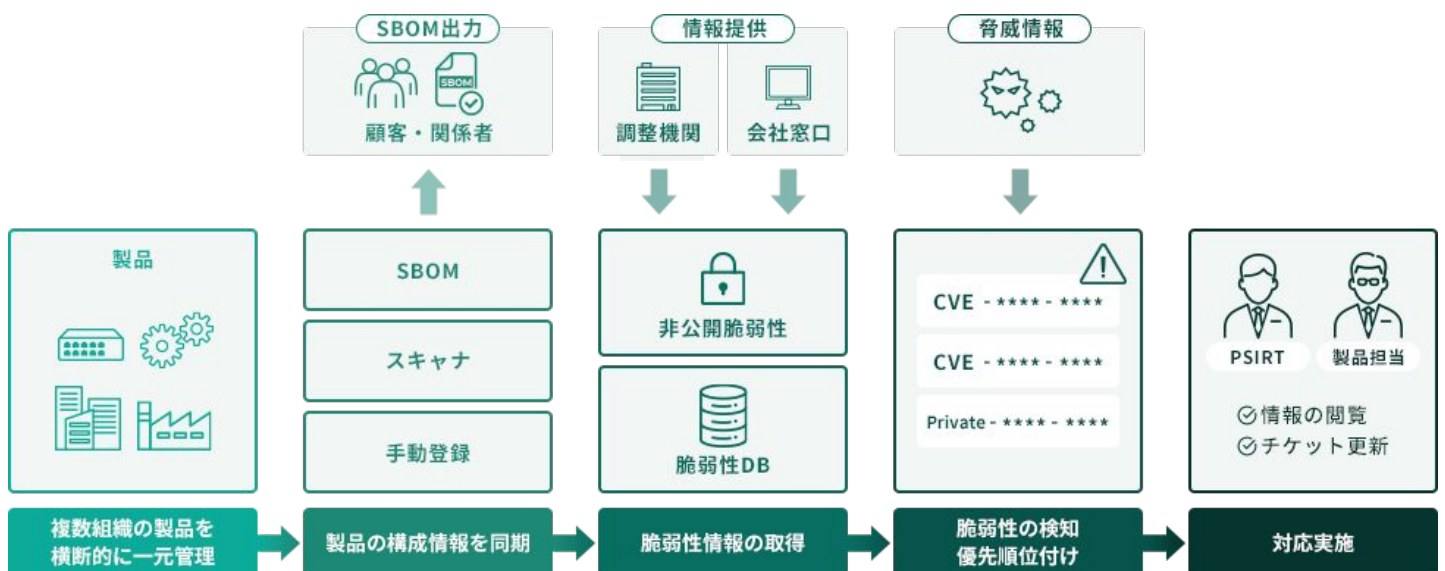 SBOM出力
SBOM
顧客・関係者
情報提供
調整機関
会社窓口
脅威情報
製品
SBOM
スキャナ
手動登録
非公開脆弱性
脆弱性DB
CVE - **** - ****
CVE - **** - ****
Private - **** - ****
PSIRT
製品担当
情報の閲覧
チケット更新
複数組織の製品を
横断的に一元管理
製品の構成情報を同期
脆弱性情報の取得
脆弱性の検知
優先順位付け
対応実施